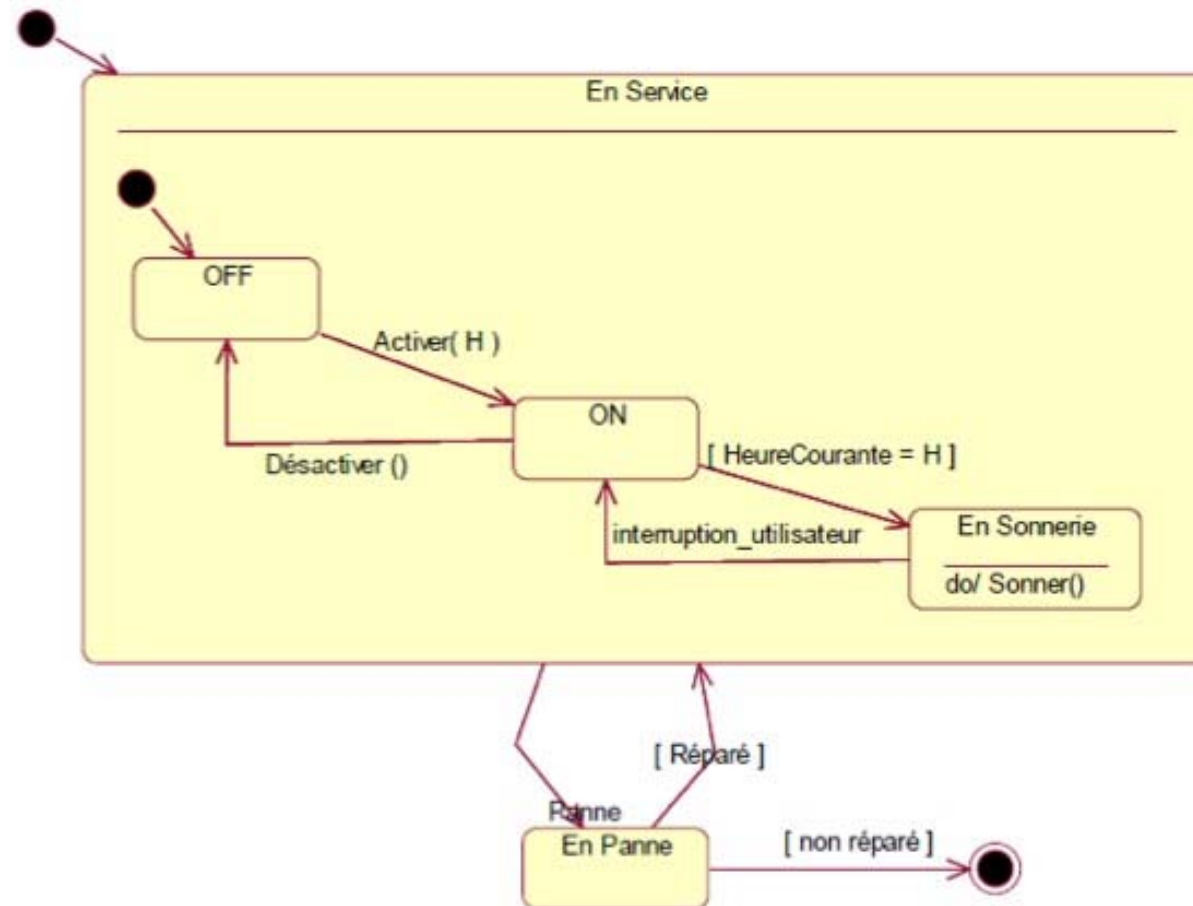 En Service
OFF
Activer( H )
ON
[ HeureCourante = H ]
Désactiver ()
En Sonnerie
interruption_utilisateur
do/ Sonner()
[ Réparé ]
Panne
En Panne
[ non réparé ]